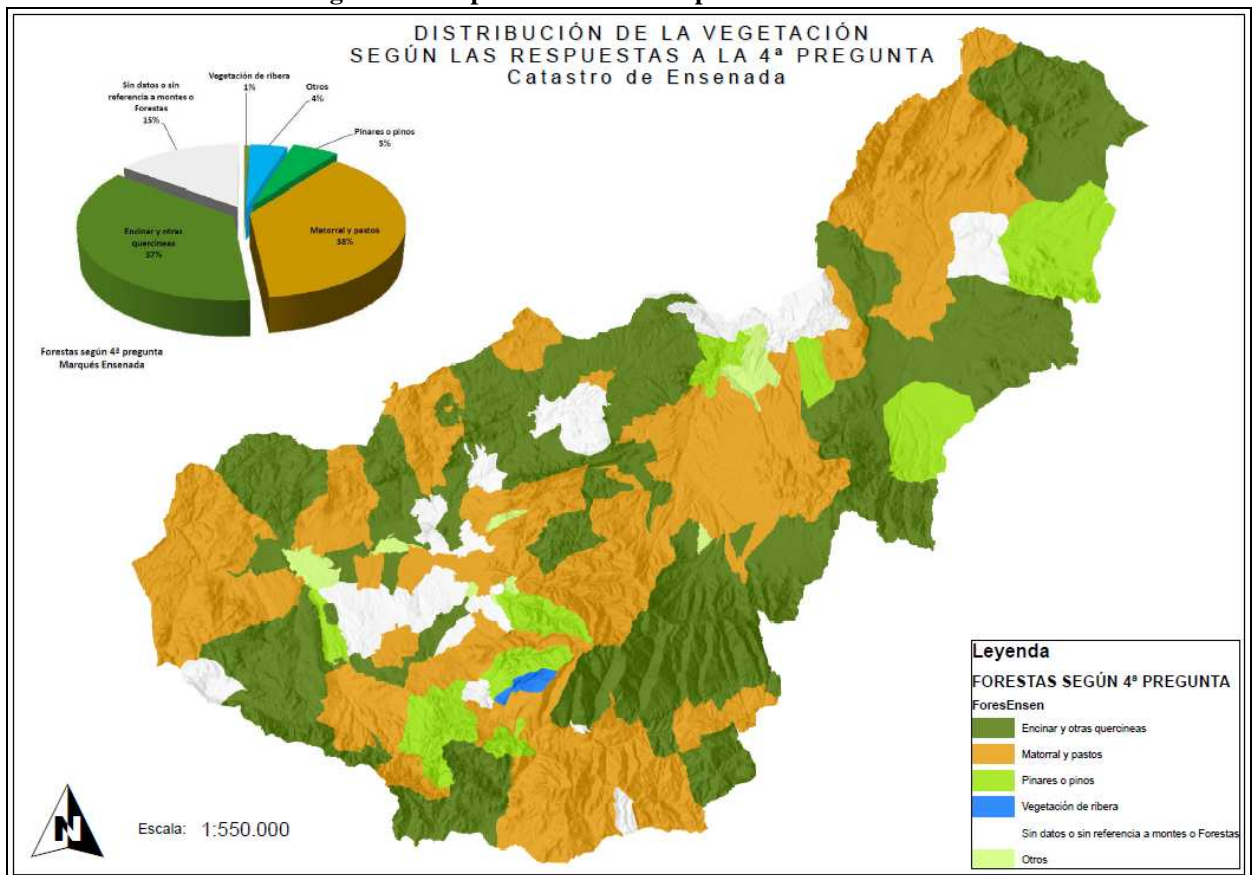 DISTRIBUCIÓN DE LA VEGETACIÓN
SEGÚN LAS RESPUESTAS A LA 4ª PREGUNTA
Catastro de Ensenada
Vegetación de ribera
1%
Otros
4%
Sin datos o sin
referencia a montes o
Forestas
15%
Pinares o pinos
5%
Encinar y otras
quercineas
37%
Matorral y pastos
38%
Forestas según 4ª pregunta
Marqués Ensenada
Leyenda
FORESTAS SEGÚN 4ª PREGUNTA
ForesEnsen
Encinar y otras quercineas
Matorral y pastos
Pinares o pinos
Vegetación de ribera
Sin datos o sin referencia a montes o Forestas
Otros
N
Escala: 1:550.000